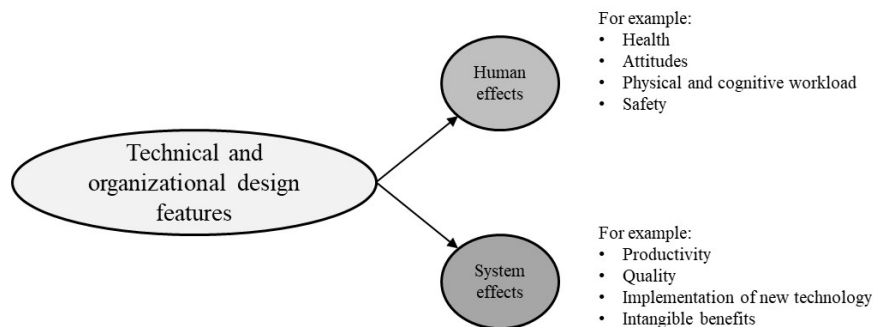 For example:
• Health
• Attitudes
• Physical and cognitive workload
• Safety
Human
effects
Technical and
organizational design
features
System
effects
For example:
• Productivity
• Quality
• Implementation of new technology
• Intangible benefits